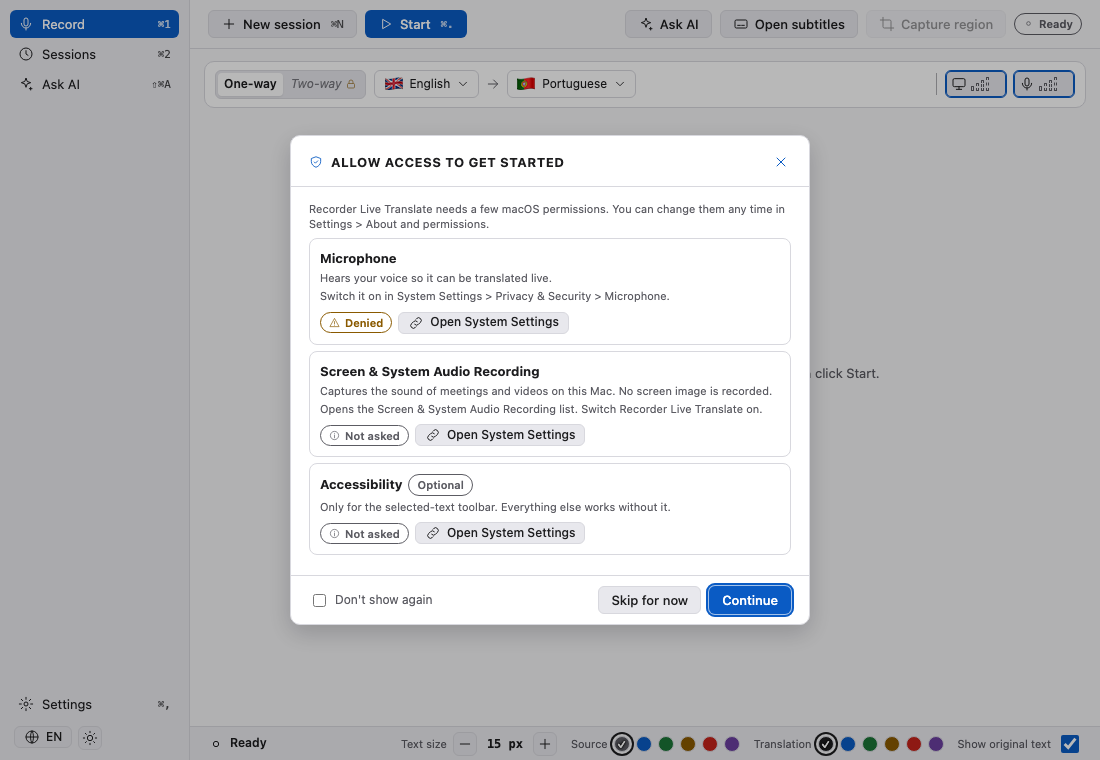 Record ⌘1
Sessions ⌘2
Ask AI ⇧⌘A
New session ⌘N
Start ⌘.
Ask AI
Open subtitles
Capture region
Ready
One-way
Two-way
English
Portuguese
ALLOW ACCESS TO GET STARTED
Recorder Live Translate needs a few macOS permissions. You can change them any time in
Settings > About and permissions.
Microphone
Hears your voice so it can be translated live.
Switch it on in System Settings > Privacy & Security > Microphone.
Denied
Open System Settings
Screen & System Audio Recording
Captures the sound of meetings and videos on this Mac. No screen image is recorded.
Opens the Screen & System Audio Recording list. Switch Recorder Live Translate on.
Not asked
Open System Settings
Accessibility Optional
Only for the selected-text toolbar. Everything else works without it.
Not asked
Open System Settings
Don't show again
Skip for now
Continue
click Start.
Settings ⌘,
EN
Ready
Text size
15 px
Source
Translation
Show original text